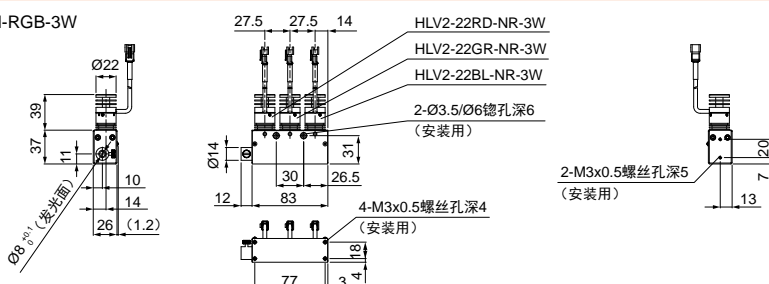 -RGB-3W
27.5
27.5
14
HLV2-22RD-NR-3W
HLV2-22GR-NR-3W
HLV2-22BL-NR-3W
2-Ø3.5/Ø6锪孔深6
(安装用)
Ø22
39
37
11
10
14
26
(1.2)
Ø8 +0.1 0 (发光面)
Ø14
31
30
26.5
12
83
4-M3x0.5螺丝孔深4
(安装用)
18
4
77
3
2-M3x0.5螺丝孔深5
(安装用)
20
7
13